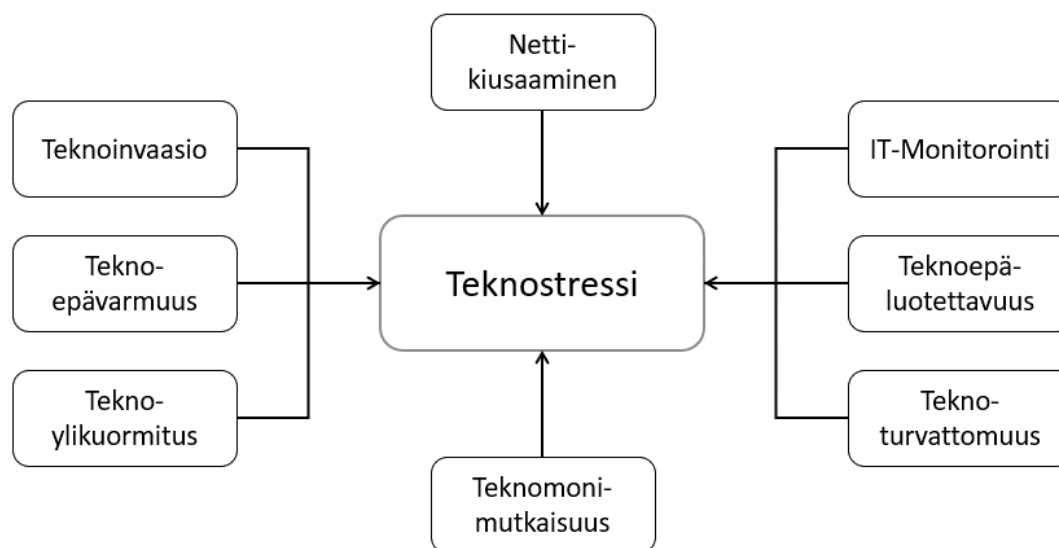 Netti-
kiusaaminen
Teknoinvaasio
IT-Monitorointi
Tekno-
epävarmuus
Teknostressi
Teknoepä-
luotettavuus
Tekno-
ylikuormitus
Tekno-
turvattomuus
Teknomoni-
mutkaisuus